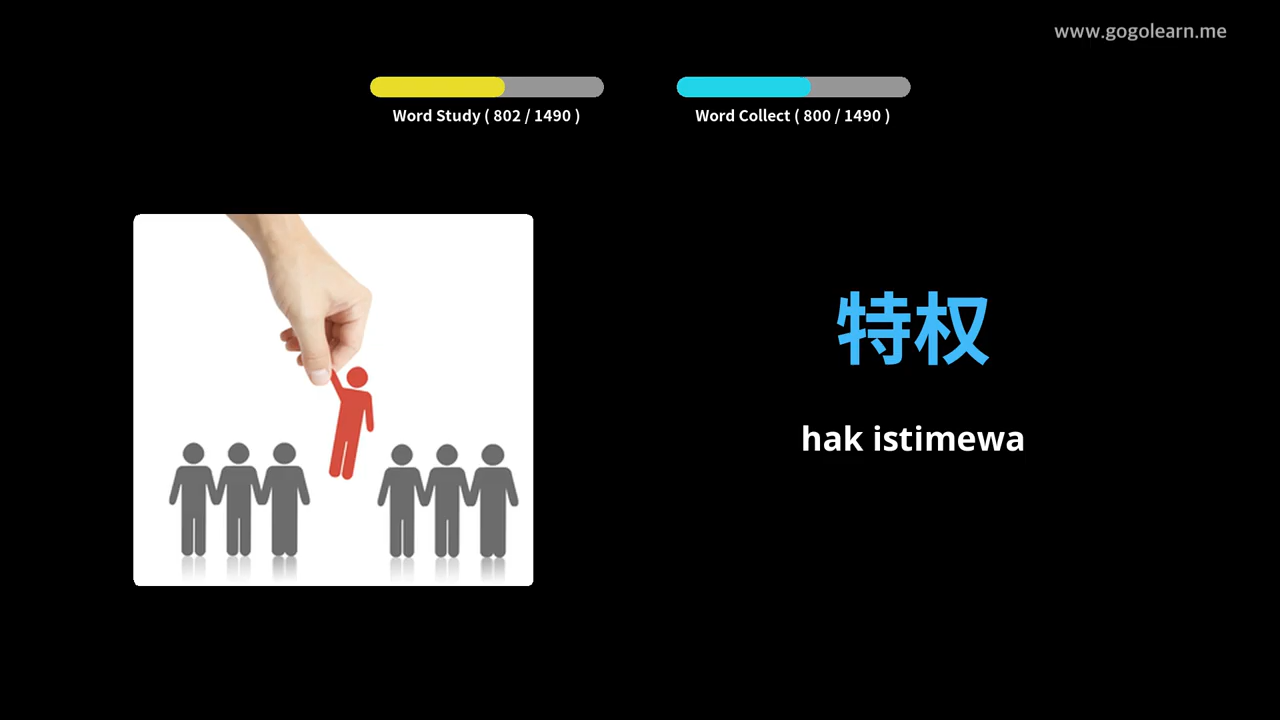 www.gogolearn.me
Word Study ( 802 / 1490 )
Word Collect ( 800 / 1490 )
特权
hak istimewa